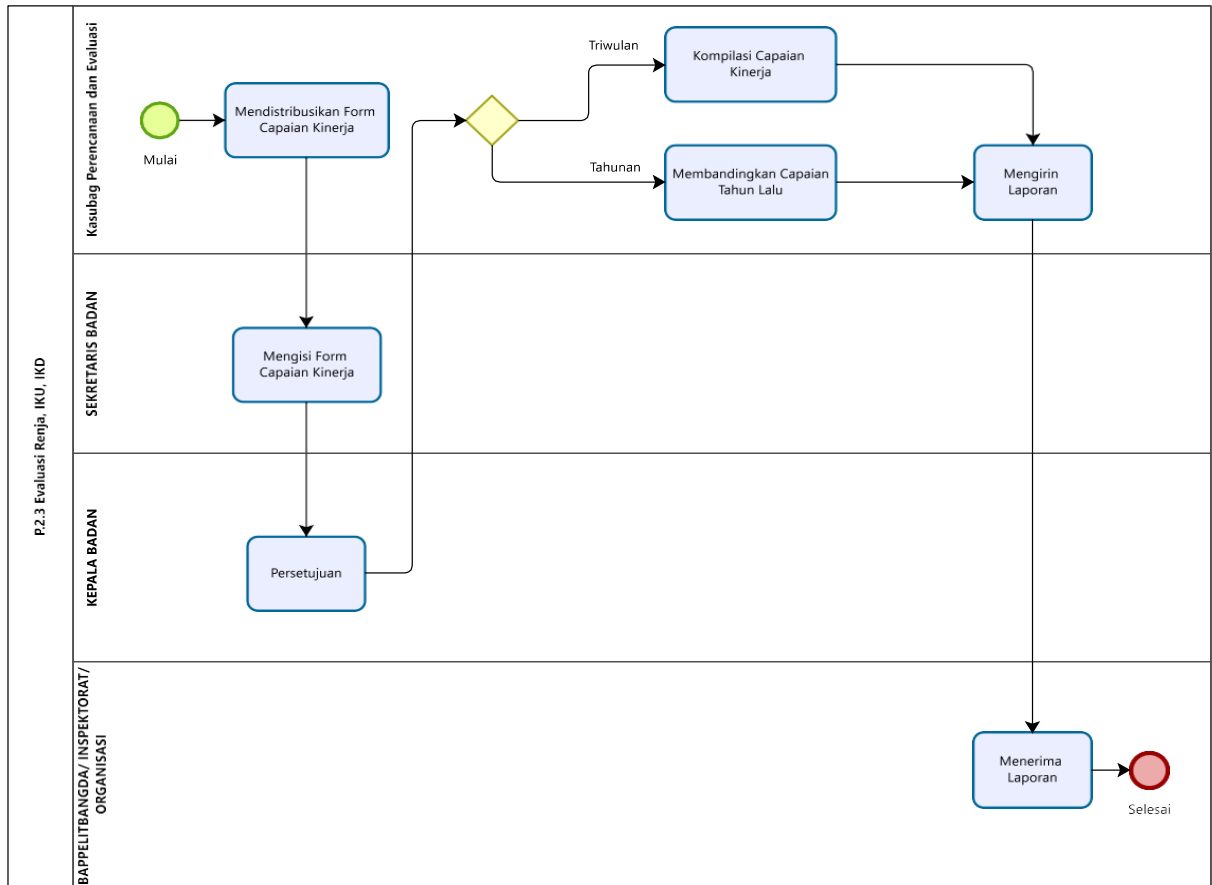 P.2.3 Evaluasi Renja, IKU, IKD
Kasubag Perencanaan dan Evaluasi
Mulai
Mendistribusikan Form
Capaian Kinerja
Triwulan
Kompilasi Capaian
Kinerja
Tahunan
Membandingkan Capaian
Tahun Lalu
Mengirin
Laporan
SEKRETARIS BADAN
Mengisi Form
Capaian Kinerja
KEPALA BADAN
Persetujuan
BAPPELITBANGDA/ INSPEKTORAT/
ORGANISASI
Menerima
Laporan
Selesai